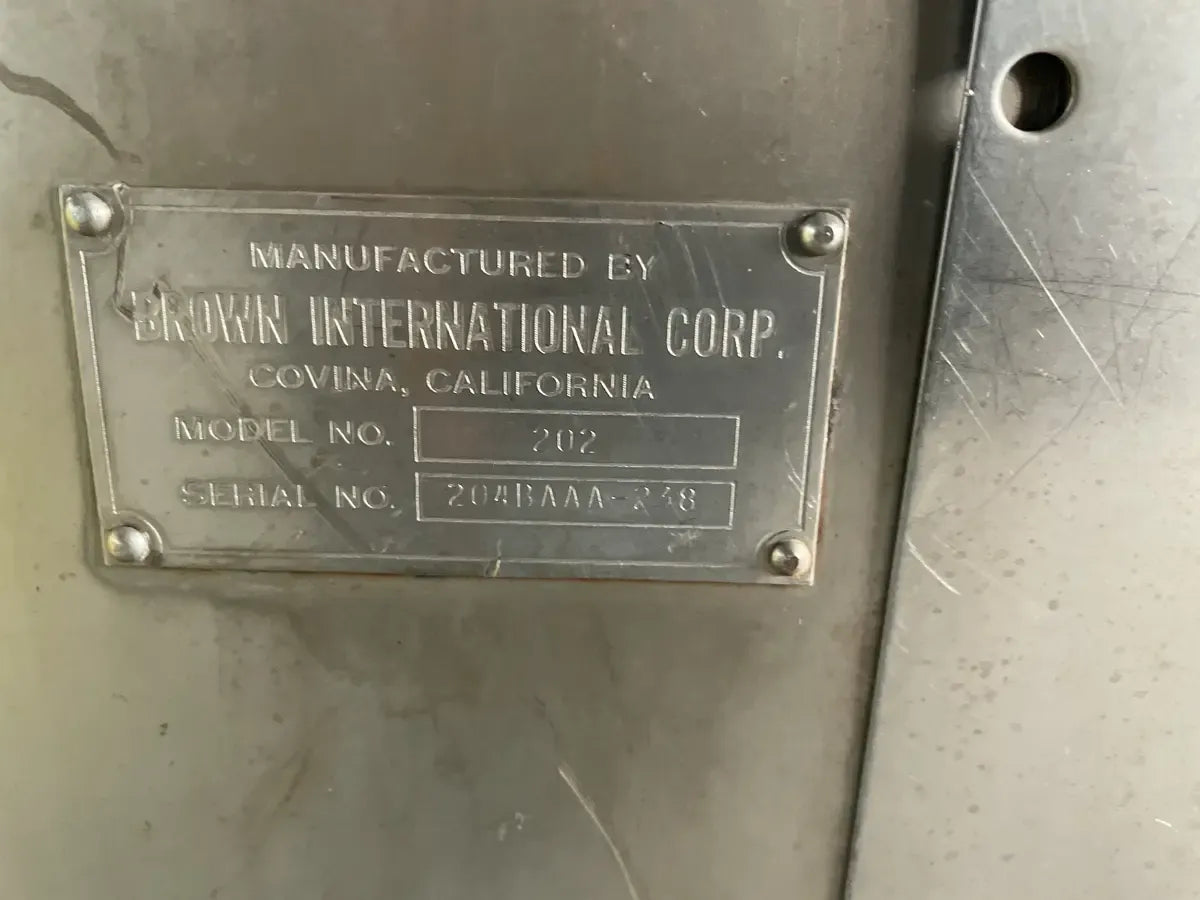 MANUFACTURED BY
BROWN INTERNATIONAL CORP.
COVINA, CALIFORNIA
MODEL NO. 202
SERIAL NO. 204BAAA-238